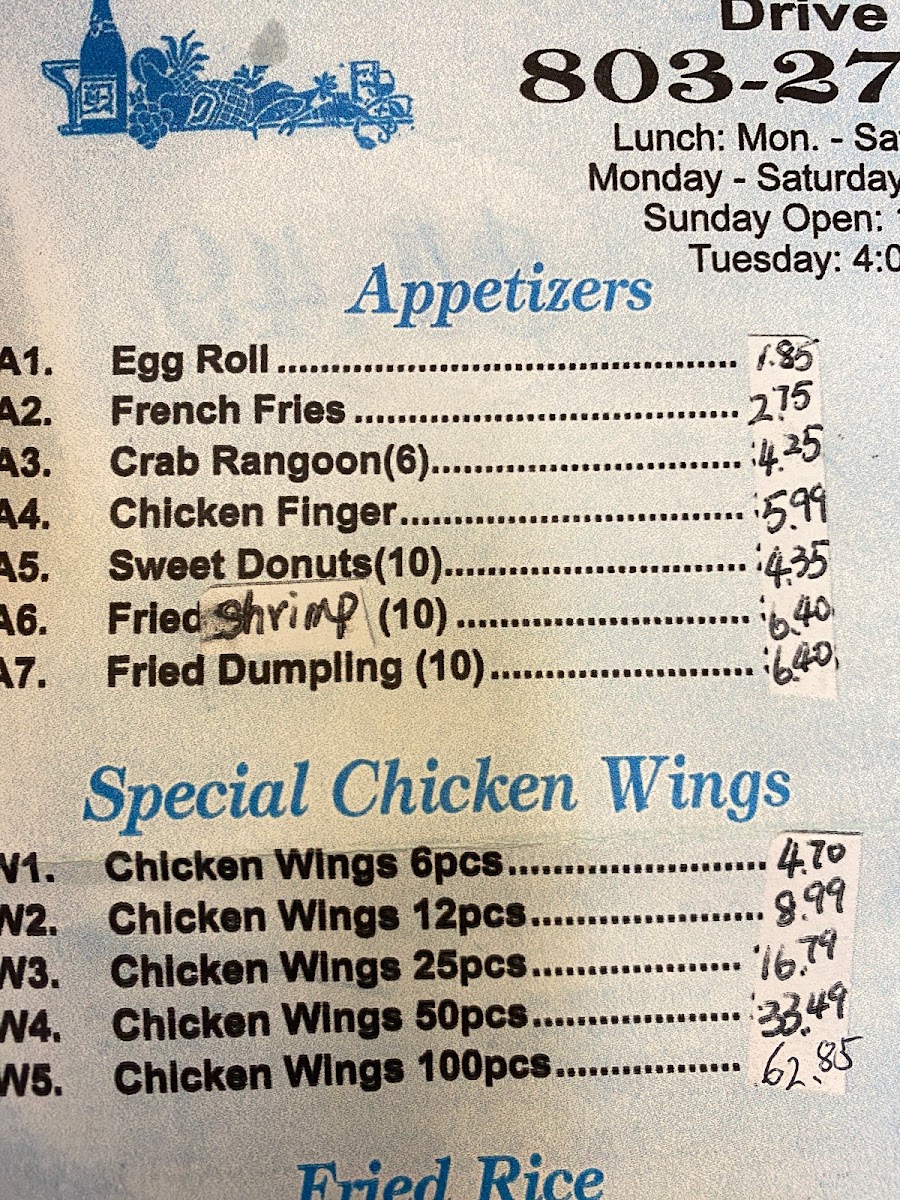 Drive
803-27
Lunch: Mon. - Sa
Monday - Saturday
Sunday Open: 1
Tuesday: 4:0
Appetizers
A1. Egg Roll ............................................ 1.85
A2. French Fries ..................................... 2.75
A3. Crab Rangoon(6).............................. 4.25
A4. Chicken Finger................................. 5.99
A5. Sweet Donuts(10)............................. 4.35
A6. Fried shrimp (10) ............................ 6.40
A7. Fried Dumpling (10)......................... 6.40
Special Chicken Wings
W1. Chicken Wings 6pcs......................... 4.70
W2. Chicken Wings 12pcs...................... 8.99
W3. Chicken Wings 25pcs.................... 16.79
W4. Chicken Wings 50pcs.................... 33.49
W5. Chicken Wings 100pcs.................. 62.85
Fried Rice